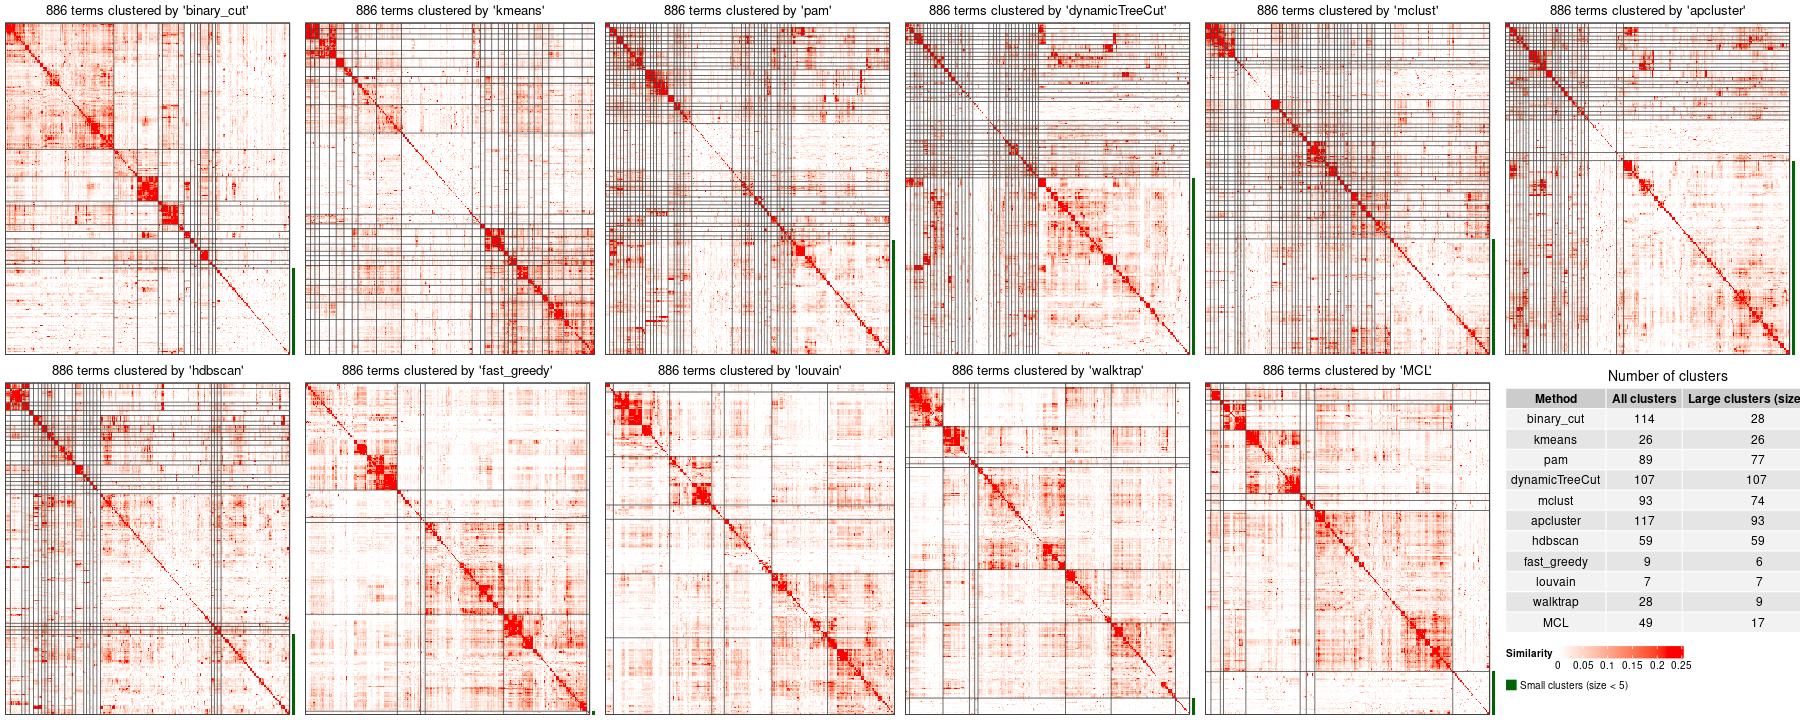 886 terms clustered by 'binary_cut'
886 terms clustered by 'kmeans'
886 terms clustered by 'pam'
886 terms clustered by 'dynamicTreeCut'
886 terms clustered by 'mclust'
886 terms clustered by 'apcluster'
886 terms clustered by 'hdbscan'
886 terms clustered by 'fast_greedy'
886 terms clustered by 'louvain'
886 terms clustered by 'walktrap'
886 terms clustered by 'MCL'
Number of clusters
Method All clusters Large clusters (size
binary_cut 114 28
kmeans 26 26
pam 89 77
dynamicTreeCut 107 107
mclust 93 74
apcluster 117 93
hdbscan 59 59
fast_greedy 9 6
louvain 7 7
walktrap 28 9
MCL 49 17
Similarity
0 0.05 0.1 0.15 0.2 0.25
Small clusters (size < 5)